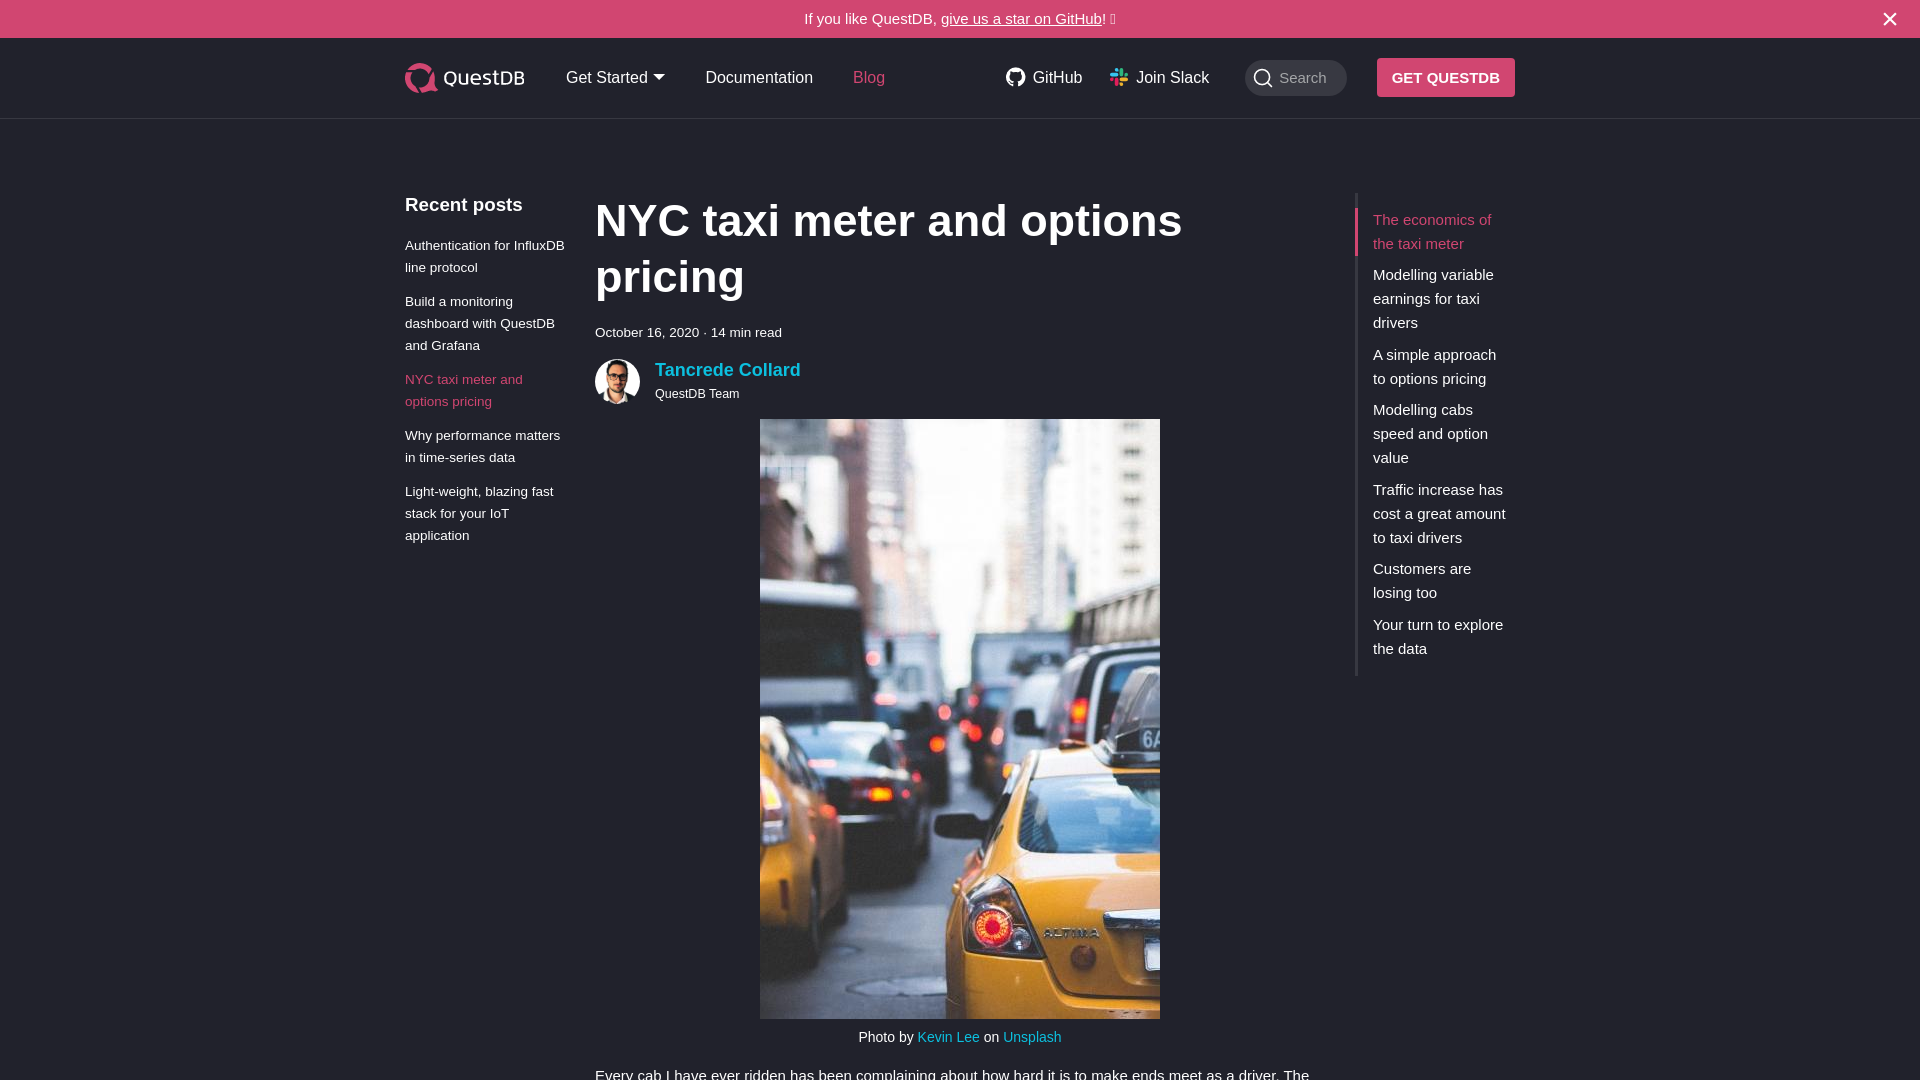 If you like QuestDB, give us a star on GitHub!
QuestDB
Get Started
Documentation
Blog
GitHub
Join Slack
Search
GET QUESTDB
Recent posts
Authentication for InfluxDB
line protocol
Build a monitoring
dashboard with QuestDB
and Grafana
NYC taxi meter and
options pricing
Why performance matters
in time-series data
Light-weight, blazing fast
stack for your IoT
application
NYC taxi meter and options
pricing
October 16, 2020 · 14 min read
Tancrede Collard
QuestDB Team
6A
ALTIMA
Photo by Kevin Lee on Unsplash
Every cab I have ever ridden has been complaining about how hard it is to make ends meet as a driver. The
The economics of
the taxi meter
Modelling variable
earnings for taxi
drivers
A simple approach
to options pricing
Modelling cabs
speed and option
value
Traffic increase has
cost a great amount
to taxi drivers
Customers are
losing too
Your turn to explore
the data